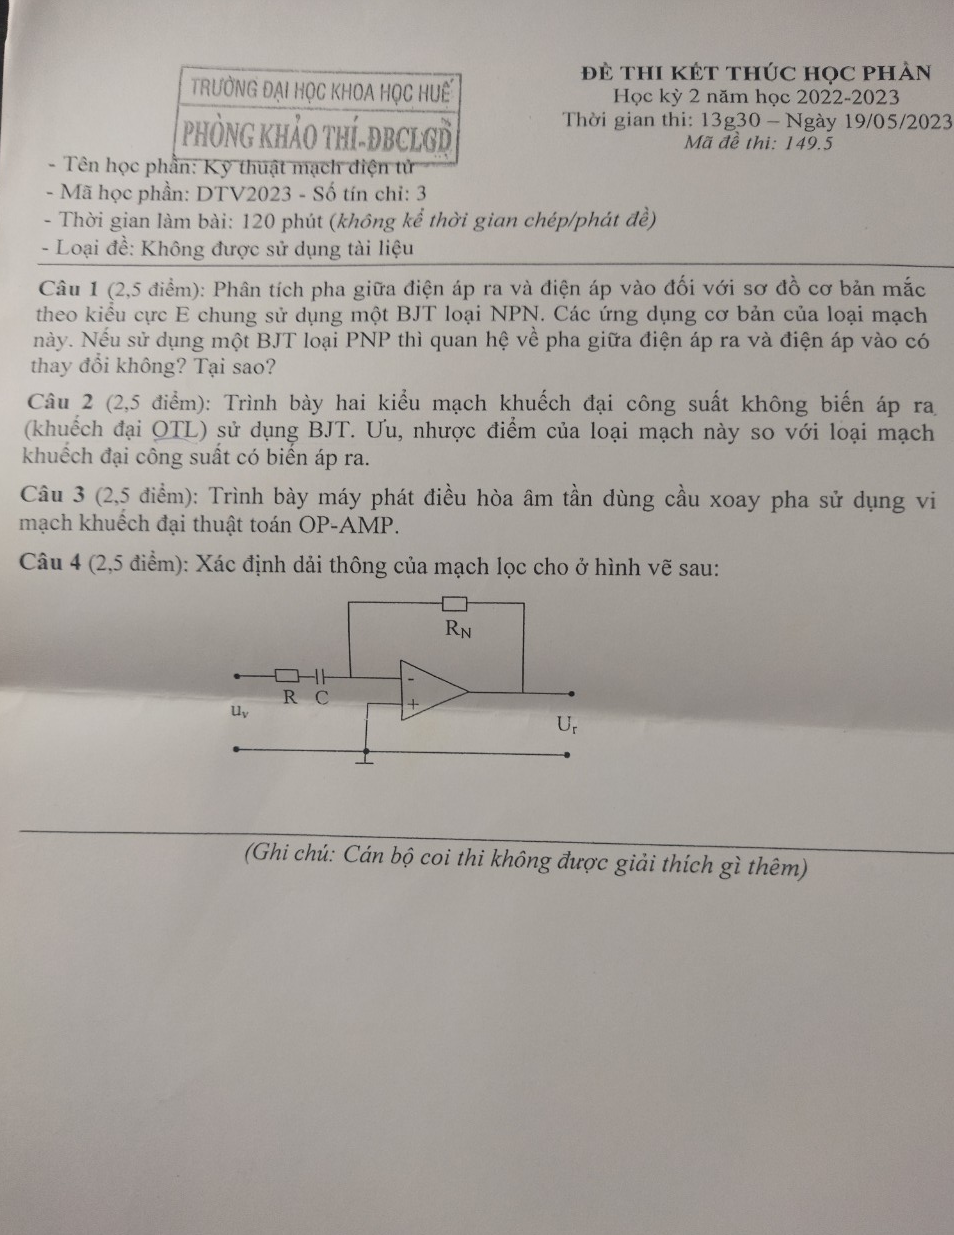 TRƯỜNG ĐẠI HỌC KHOA HỌC HUẾ
PHÒNG KHẢO THÍ-ĐBCLGD
ĐỀ THI KẾT THÚC HỌC PHẦN
Học kỳ 2 năm học 2022-2023
Thời gian thi: 13g30 – Ngày 19/05/2023
Mã đề thi: 149.5
- Tên học phần: Kỹ thuật mạch điện tử
- Mã học phần: DTV2023 - Số tín chỉ: 3
- Thời gian làm bài: 120 phút (không kể thời gian chép/phát đề)
- Loại đề: Không được sử dụng tài liệu
Câu 1 (2,5 điểm): Phân tích pha giữa điện áp ra và điện áp vào đối với sơ đồ cơ bản mắc
theo kiểu cực E chung sử dụng một BJT loại NPN. Các ứng dụng cơ bản của loại mạch
này. Nếu sử dụng một BJT loại PNP thì quan hệ về pha giữa điện áp ra và điện áp vào có
thay đổi không? Tại sao?
Câu 2 (2,5 điểm): Trình bày hai kiểu mạch khuếch đại công suất không biến áp ra
(khuếch đại OTL) sử dụng BJT. Ưu, nhược điểm của loại mạch này so với loại mạch
khuếch đại công suất có biến áp ra.
Câu 3 (2,5 điểm): Trình bày máy phát điều hòa âm tần dùng cầu xoay pha sử dụng vi
mạch khuếch đại thuật toán OP-AMP.
Câu 4 (2,5 điểm): Xác định dải thông của mạch lọc cho ở hình vẽ sau:
R_N
-
R C
+
u_v
U_r
(Ghi chú: Cán bộ coi thi không được giải thích gì thêm)